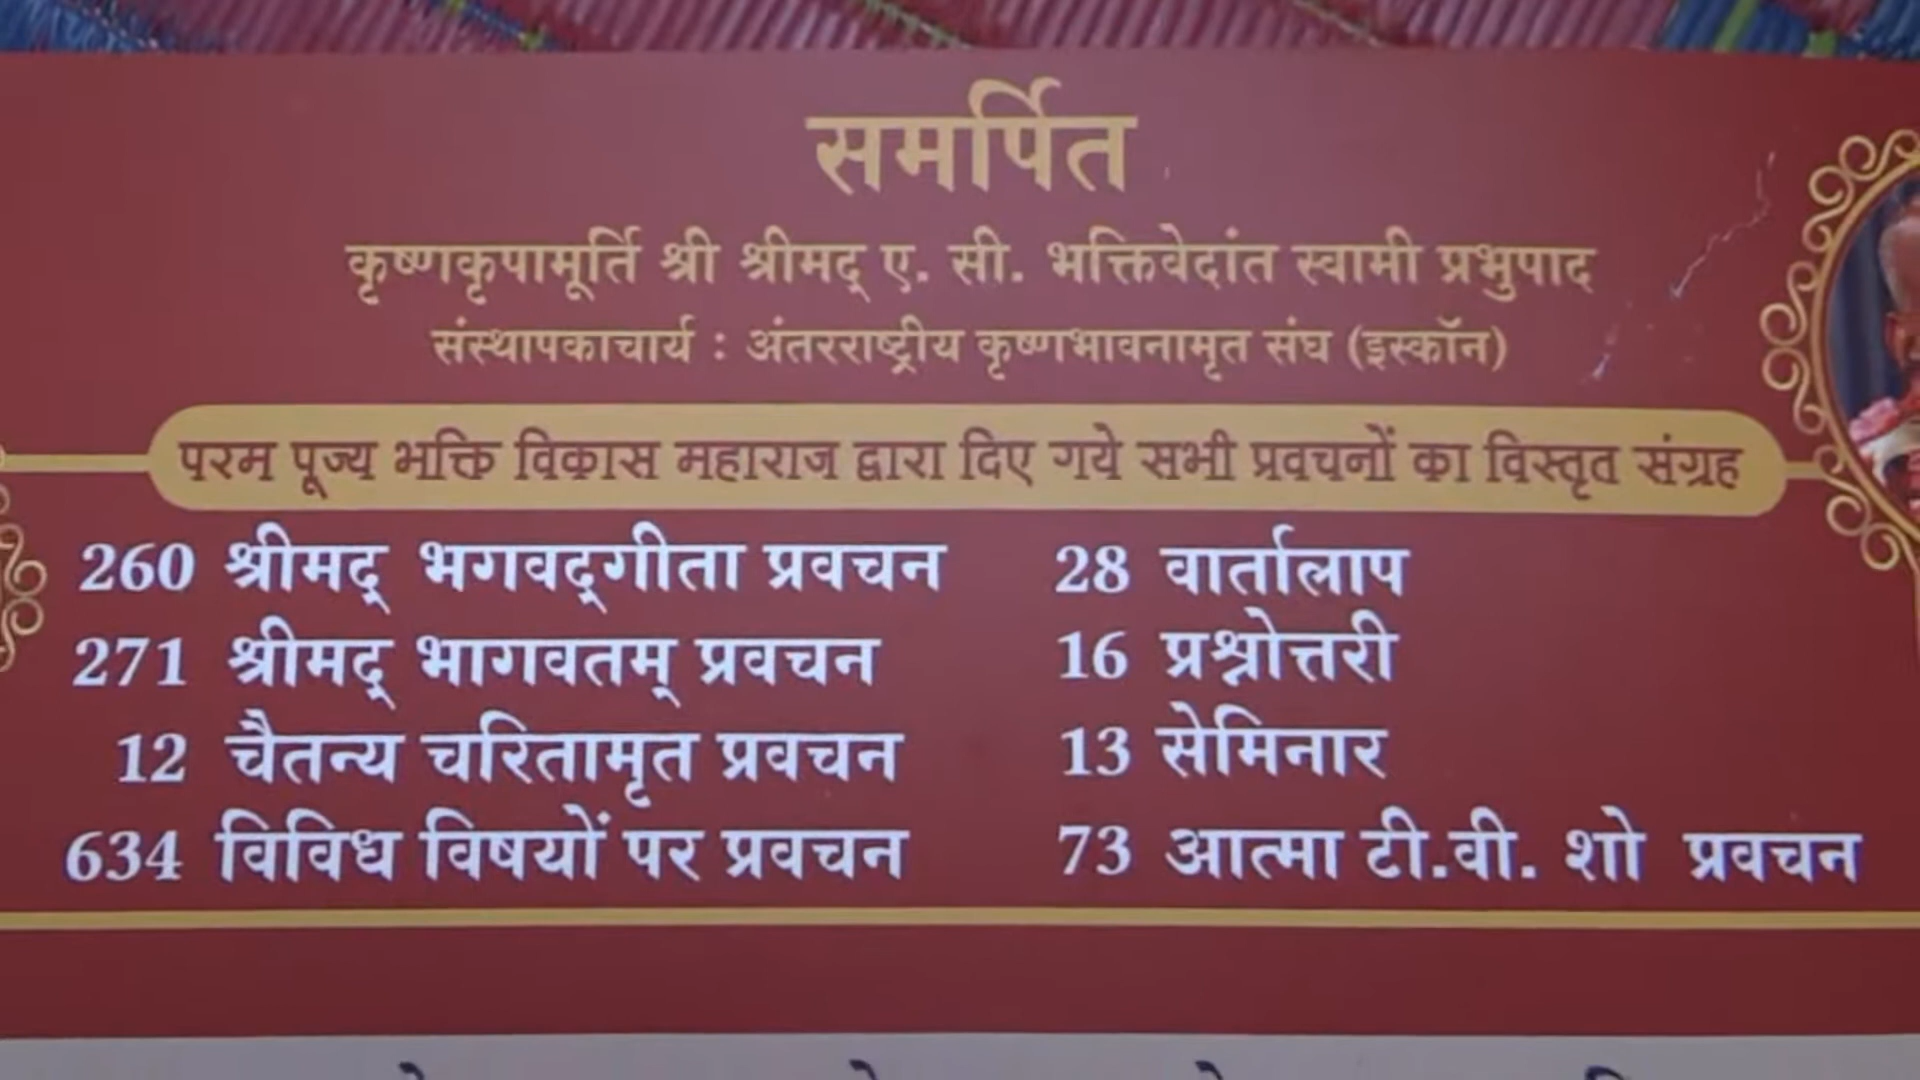 समर्पित
कृष्णकृपामूर्ति श्री श्रीमद् ए. सी. भक्तिवेदांत स्वामी प्रभुपाद
संस्थापकाचार्य : अंतरराष्ट्रीय कृष्णभावनामृत संघ (इस्कॉन)
परम पूज्य भक्ति विकास महाराज द्वारा दिए गये सभी प्रवचनों का विस्तृत संग्रह
260 श्रीमद् भगवद्‌गीता प्रवचन
271 श्रीमद् भागवतम् प्रवचन
12 चैतन्य चरितामृत प्रवचन
634 विविध विषयों पर प्रवचन
28 वार्तालाप
16 प्रश्नोत्तरी
13 सेमिनार
73 आत्मा टी.वी. शो प्रवचन